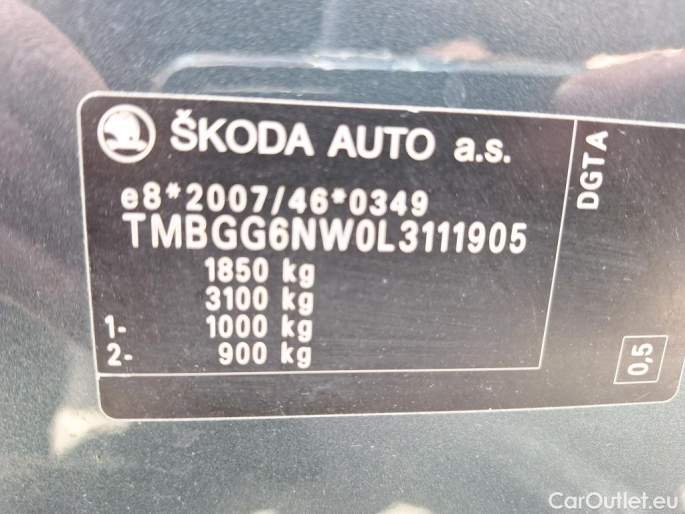 ŠKODA AUTO a.s.
e8*2007/46*0349
TMBGG6NW0L3111905
1850 kg
3100 kg
1- 1000 kg
2- 900 kg
DGTA
0,5
CarOutlet.eu